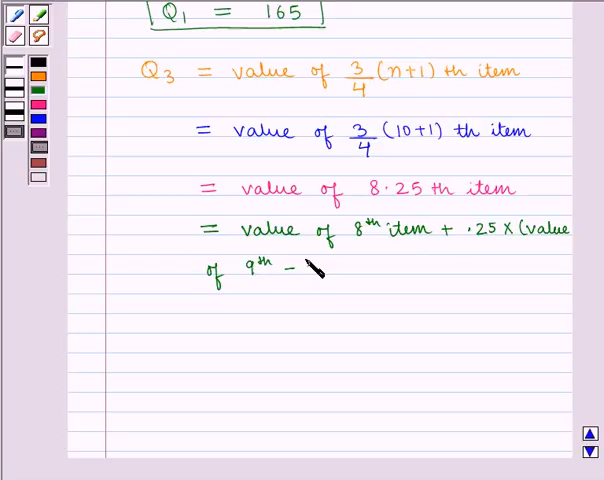 Q₁ = 165
Q₃ = value of 3/4 (n+1) th item
= value of 3/4 (10+1) th item
= value of 8.25 th item
= value of 8th item + .25 × (value
of 9th -